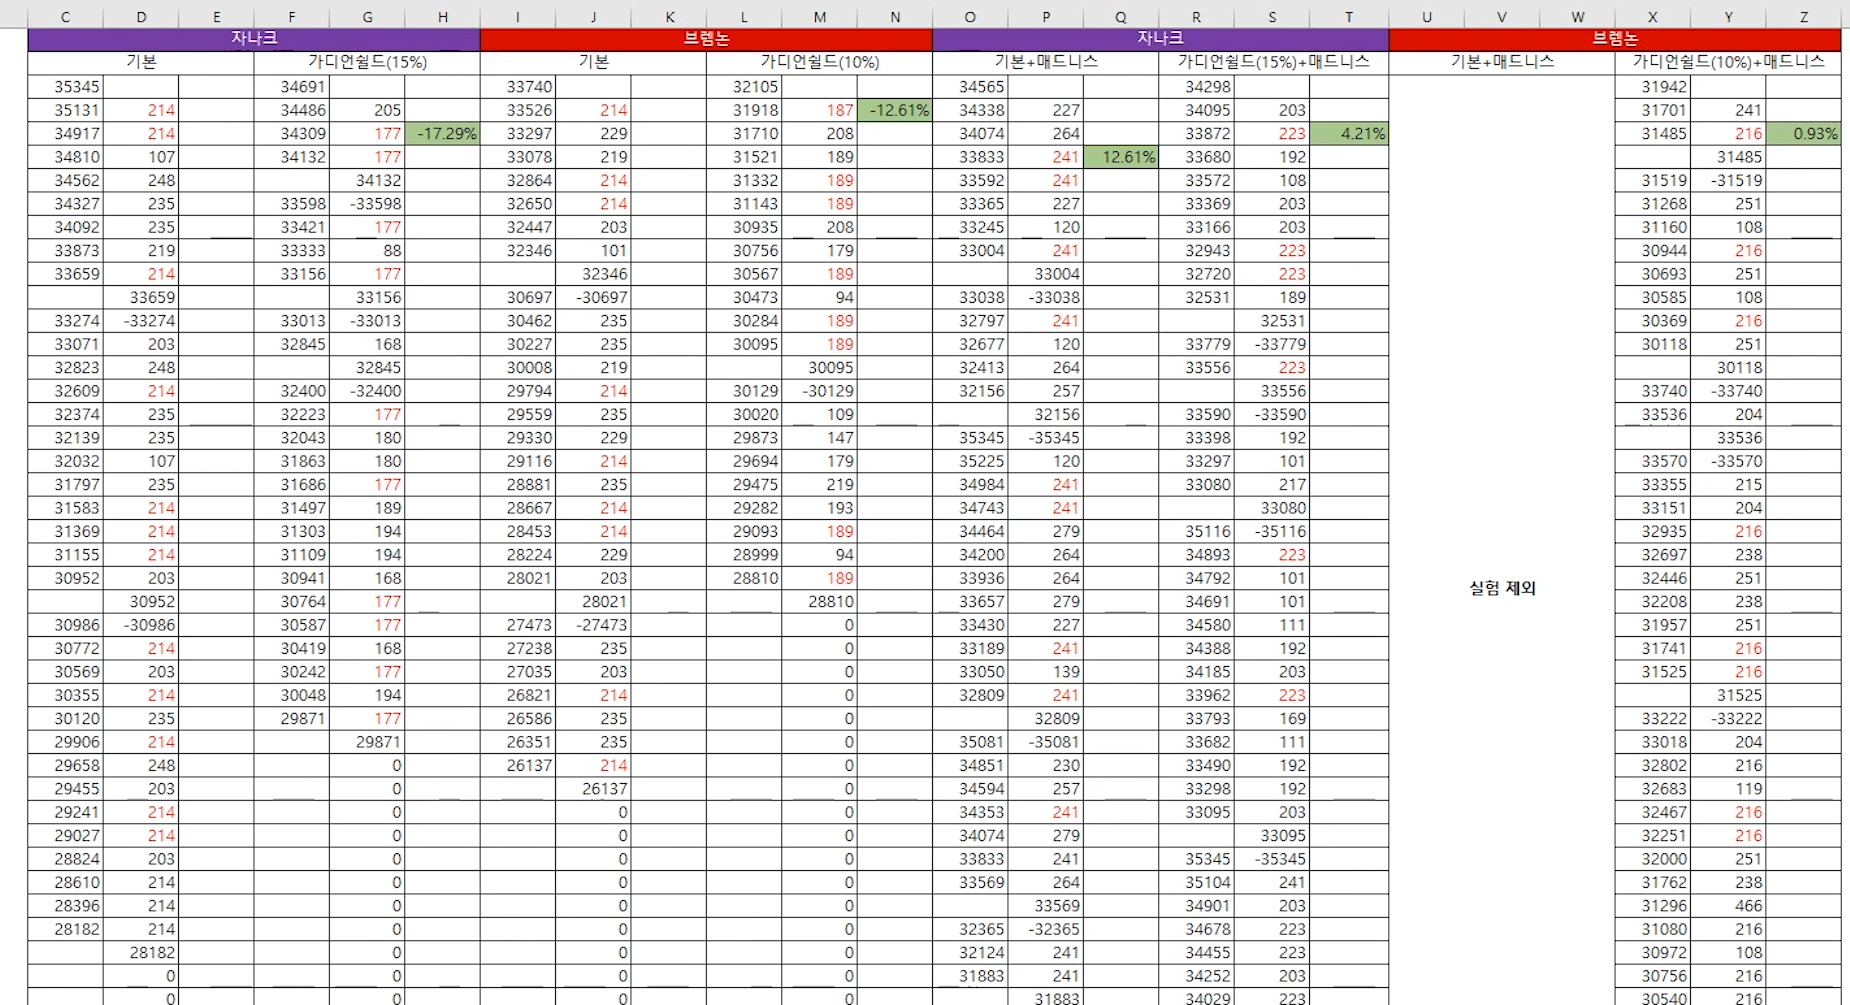 C D E F G H I J K L M N O P Q R S T U V W X Y Z
자나크 브렘논 자나크 브렘논
기본 가디언쉴드(15%) 기본 가디언쉴드(10%) 기본+매드니스 가디언쉴드(15%)+매드니스 기본+매드니스 가디언쉴드(10%)+매드니스
35345 34691 33740 32105 34565 34298 31942
35131 214 34486 205 33526 214 31918 187 -12.61% 34338 227 34095 203 31701 241
34917 214 34309 177 -17.29% 33297 229 31710 208 34074 264 33872 223 4.21% 31485 216 0.93%
34810 107 34132 177 33078 219 31521 189 33833 241 12.61% 33680 192 31485
34562 248 34132 32864 214 31332 189 33592 241 33572 108 31519 -31519
34327 235 33598 -33598 32650 214 31143 189 33365 227 33369 203 31268 251
34092 235 33421 177 32447 203 30935 208 33245 120 33166 203 31160 108
33873 219 33333 88 32346 101 30756 179 33004 241 32943 223 30944 216
33659 214 33156 177 32346 30567 189 33004 32720 223 30693 251
33659 33156 30697 -30697 30473 94 33038 -33038 32531 189 30585 108
33274 -33274 33013 -33013 30462 235 30284 189 32797 241 32531 30369 216
33071 203 32845 168 30227 235 30095 189 32677 120 33779 -33779 30118 251
32823 248 32845 30008 219 30095 32413 264 33556 223 30118
32609 214 32400 -32400 29794 214 30129 -30129 32156 257 33556 33740 -33740
32374 235 32223 177 29559 235 30020 109 32156 33590 -33590 33536 204
32139 235 32043 180 29330 229 29873 147 35345 -35345 33398 192 33536
32032 107 31863 180 29116 214 29694 179 35225 120 33297 101 33570 -33570
31797 235 31686 177 28881 235 29475 219 34984 241 33080 217 33355 215
31583 214 31497 189 28667 214 29282 193 34743 241 33080 33151 204
31369 214 31303 194 28453 214 29093 189 34464 279 35116 -35116 32935 216
31155 214 31109 194 28224 229 28999 94 34200 264 34893 223 32697 238
30952 203 30941 168 28021 203 28810 189 33936 264 34792 101 실험 제외 32446 251
30952 30764 177 28021 28810 33657 279 34691 101 32208 238
30986 -30986 30587 177 27473 -27473 0 33430 227 34580 111 31957 251
30772 214 30419 168 27238 235 0 33189 241 34388 192 31741 216
30569 203 30242 177 27035 203 0 33050 139 34185 203 31525 216
30355 214 30048 194 26821 214 0 32809 241 33962 223 31525
30120 235 29871 177 26586 235 0 32809 33793 169 33222 -33222
29906 214 29871 26351 235 0 35081 -35081 33682 111 33018 204
29658 248 0 26137 214 0 34851 230 33490 192 32802 216
29455 203 0 26137 0 34594 257 33298 192 32683 119
29241 214 0 0 0 34353 241 33095 203 32467 216
29027 214 0 0 0 34074 279 33095 32251 216
28824 203 0 0 0 33833 241 35345 -35345 32000 251
28610 214 0 0 0 33569 264 35104 241 31762 238
28396 214 0 0 0 33569 34901 203 31296 466
28182 214 0 0 0 32365 -32365 34678 223 31080 216
28182 0 0 0 32124 241 34455 223 30972 108
0 0 0 0 31883 241 34252 203 30756 216
0 0 0 0 31883 34029 223 30540 216